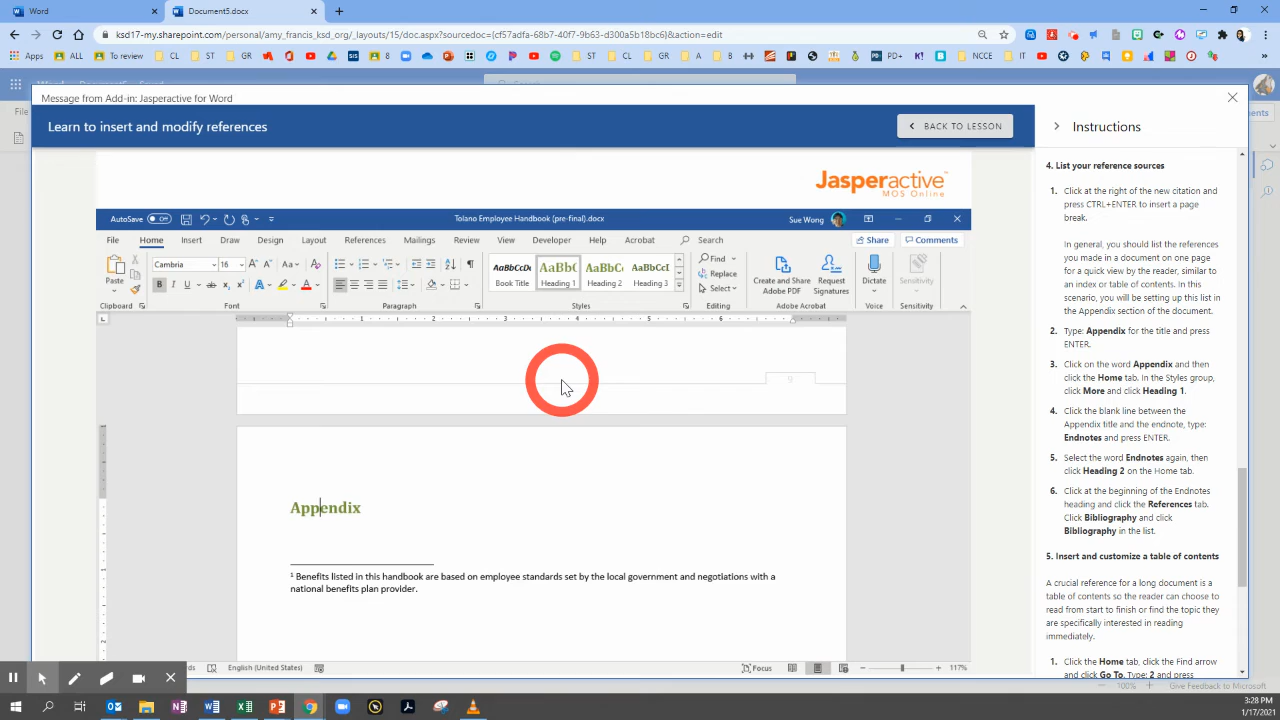 Word
Document5.docx
ksd17-my.sharepoint.com/personal/amy_francis_ksd_org/_layouts/15/doc.aspx?sourcedoc={cf57adfa-68b7-40f7-9b63-d300a5b18bc6}&action=edit
Apps ALL To review CL GR SIS 8 ST CL GR A B PD+ K NCCE IT ST CL GR
Message from Add-in: Jasperactive for Word
Learn to insert and modify references
BACK TO LESSON
Instructions
Jasperactive
MOS Online
AutoSave Off
Tolano Employee Handbook (pre-final).docx
Sue Wong
File Home Insert Draw Design Layout References Mailings Review View Developer Help Acrobat Search
Share Comments
Paste
Cambria 16
AaBbCcDc AaBbC AaBbCc AaBbCcI
Book Title Heading 1 Heading 2 Heading 3
Find
Replace
Select
Create and Share Adobe PDF
Request Signatures
Dictate
Sensitivity
Clipboard Font Paragraph Styles Editing Adobe Acrobat Voice Sensitivity
1 2 3 4 5 6
9
Appendix
1 Benefits listed in this handbook are based on employee standards set by the local government and negotiations with a
national benefits plan provider.
English (United States)
Focus
117%
4. List your reference sources
1. Click at the right of the new citation and
press CTRL+ENTER to insert a page
break.
In general, you should list the references
you made in a document on one page
for a quick view by the reader, similar to
an index or table of contents. In this
scenario, you will be setting up this list in
the Appendix section of the document.
2. Type: Appendix for the title and press
ENTER.
3. Click on the word Appendix and then
click the Home tab. In the Styles group,
click More and click Heading 1.
4. Click the blank line between the
Appendix title and the endnote, type:
Endnotes and press ENTER.
5. Select the word Endnotes again, then
click Heading 2 on the Home tab.
6. Click at the beginning of the Endnotes
heading and click the References tab.
Click Bibliography and click
Bibliography in the list.
5. Insert and customize a table of contents
A crucial reference for a long document is a
table of contents so the reader can choose to
read from start to finish or find the topic they
are specifically interested in reading
immediately.
1. Click the Home tab, click the Find arrow
and click Go To. Type: 2 and press
100% Give Feedback to Microsoft
3:28 PM
1/17/2021